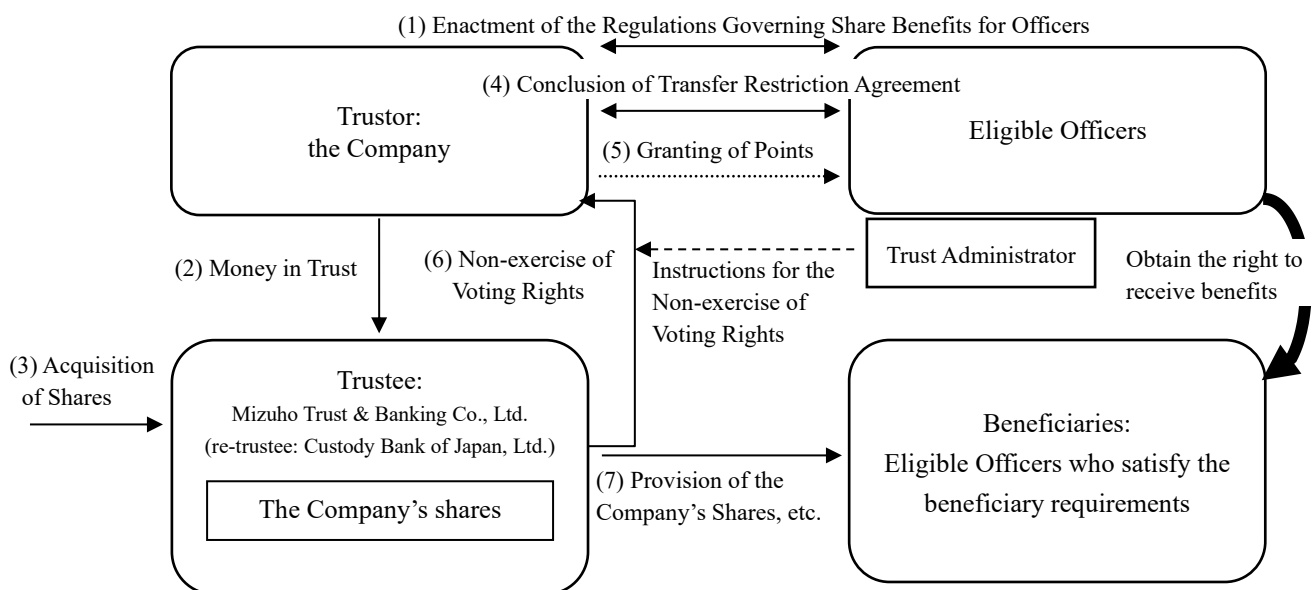 (1) Enactment of the Regulations Governing Share Benefits for Officers
(4) Conclusion of Transfer Restriction Agreement
Trustor:
the Company
Eligible Officers
(5) Granting of Points
(2) Money in Trust
(6) Non-exercise of
Voting Rights
Instructions for the
Non-exercise of
Voting Rights
Trust Administrator
Obtain the right to
receive benefits
(3) Acquisition
of Shares
Trustee:
Mizuho Trust & Banking Co., Ltd.
(re-trustee: Custody Bank of Japan, Ltd.)
The Company’s shares
(7) Provision of the
Company’s Shares, etc.
Beneficiaries:
Eligible Officers who satisfy the
beneficiary requirements